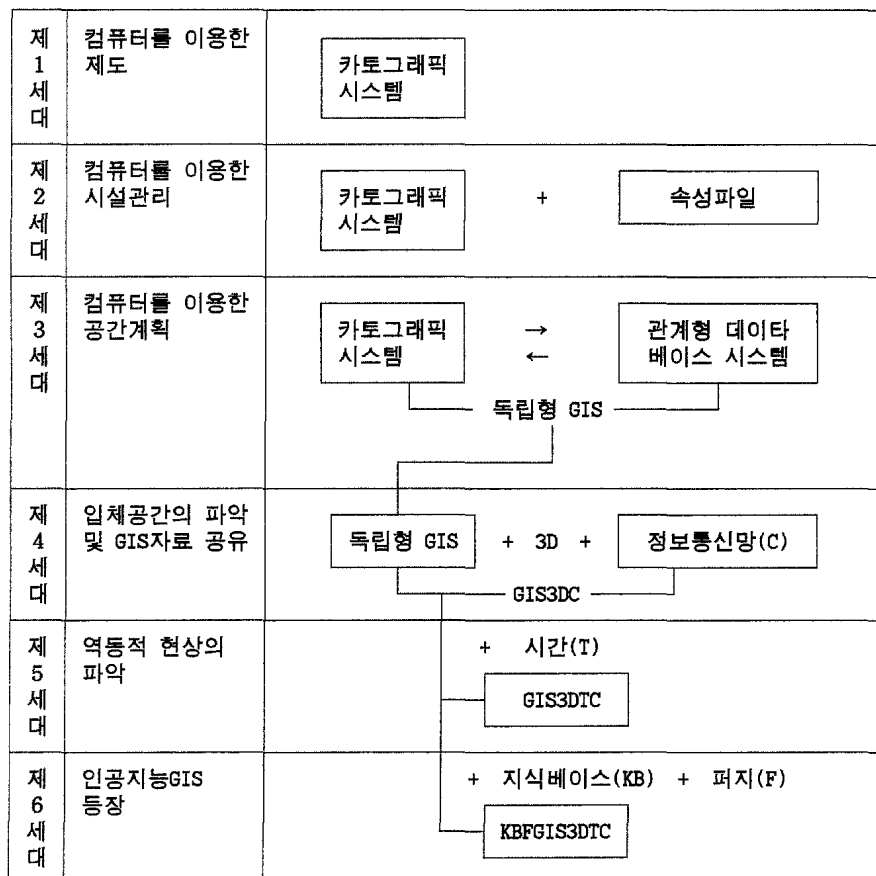 제1세대
컴퓨터를 이용한
제도
카토그래픽
시스템
제2세대
컴퓨터를 이용한
시설관리
카토그래픽
시스템
+
속성파일
제3세대
컴퓨터를 이용한
공간계획
카토그래픽
시스템
→
←
관계형 데이타
베이스 시스템
독립형 GIS
제4세대
입체공간의 파악
및 GIS자료 공유
독립형 GIS
+ 3D +
정보통신망(C)
GIS3DC
제5세대
역동적 현상의
파악
+ 시간(T)
GIS3DTC
제6세대
인공지능GIS
등장
+ 지식베이스(KB) + 퍼지(F)
KBFGIS3DTC